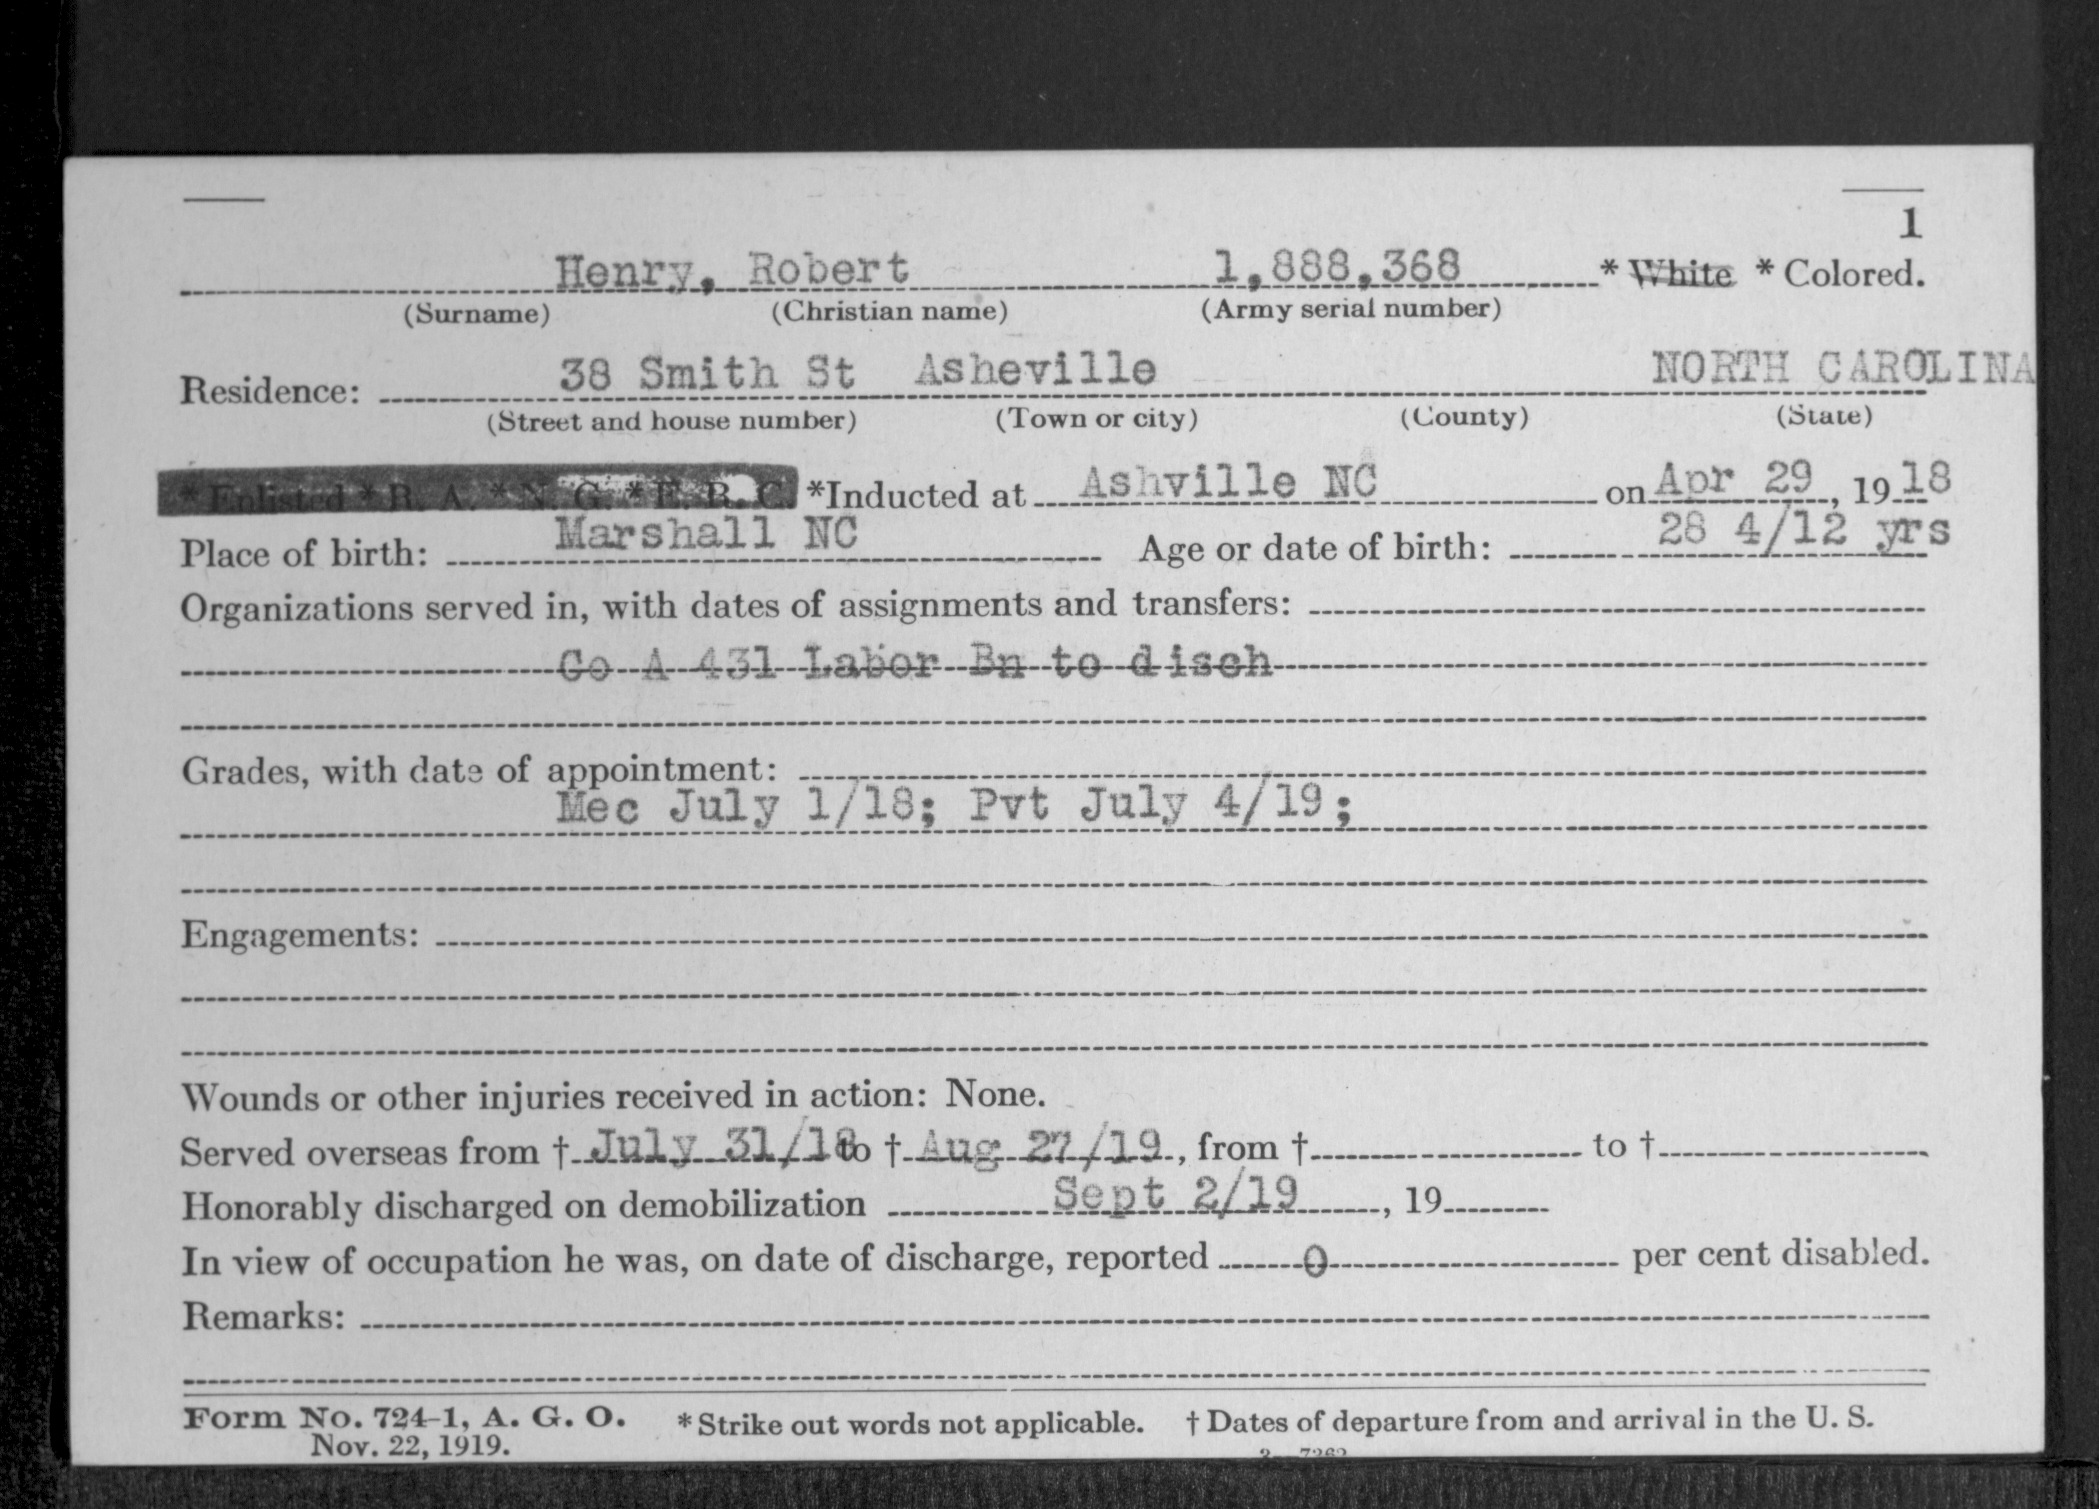 1
Henry, Robert 1,888,368 * White * Colored.
(Surname) (Christian name) (Army serial number)
Residence: 38 Smith St Asheville NORTH CAROLINA
(Street and house number) (Town or city) (County) (State)
* Enlisted * R. A. * N. G. * E. R. C. *Inducted at Ashville NC on Apr 29, 19 18
Place of birth: Marshall NC Age or date of birth: 28 4/12 yrs
Organizations served in, with dates of assignments and transfers:
Co A 431 Labor Bn to disch
Grades, with date of appointment:
Mec July 1/18; Pvt July 4/19;
Engagements:
Wounds or other injuries received in action: None.
Served overseas from † July 31/18 to † Aug 27/19, from † to †
Honorably discharged on demobilization Sept 2/19, 19
In view of occupation he was, on date of discharge, reported 0 per cent disabled.
Remarks:
Form No. 724-1, A. G. O. * Strike out words not applicable. † Dates of departure from and arrival in the U. S.
Nov. 22, 1919.